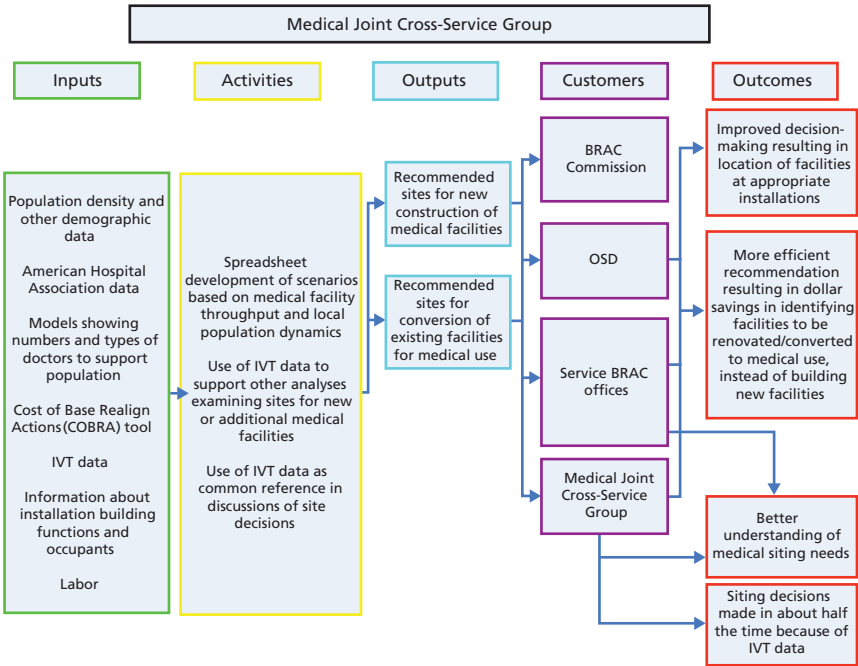 Medical Joint Cross-Service Group
Inputs
Activities
Outputs
Customers
Outcomes
Population density and
other demographic
data
American Hospital
Association data
Models showing
numbers and types of
doctors to support
population
Cost of Base Realign
Actions(COBRA) tool
IVT data
Information about
installation building
functions and
occupants
Labor
Spreadsheet
development of scenarios
based on medical facility
throughput and local
population dynamics
Use of IVT data to
support other analyses
examining sites for new
or additional medical
facilities
Use of IVT data as
common reference in
discussions of site
decisions
Recommended
sites for new
construction of
medical facilities
Recommended
sites for
conversion of
existing facilities
for medical use
BRAC
Commission
OSD
Service BRAC
offices
Medical Joint
Cross-Service
Group
Improved decision-
making resulting in
location of facilities
at appropriate
installations
More efficient
recommendation
resulting in dollar
savings in identifying
facilities to be
renovated/converted
to medical use,
instead of building
new facilities
Better
understanding of
medical siting needs
Siting decisions
made in about half
the time because of
IVT data